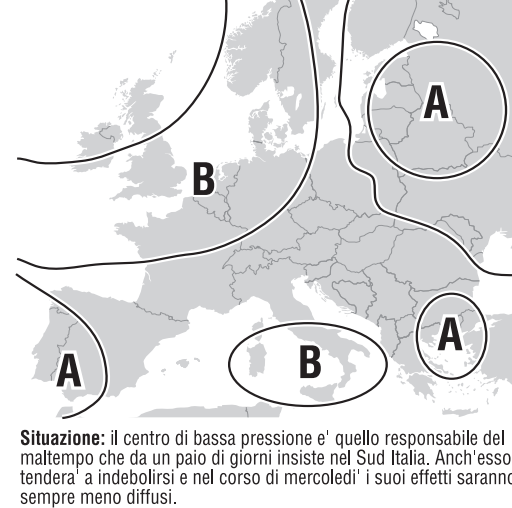 A
B
A
B
A
Situazione: il centro di bassa pressione e' quello responsabile del
maltempo che da un paio di giorni insiste nel Sud Italia. Anch'esso
tendera' a indebolirsi e nel corso di mercoledi' i suoi effetti saranno
sempre meno diffusi.